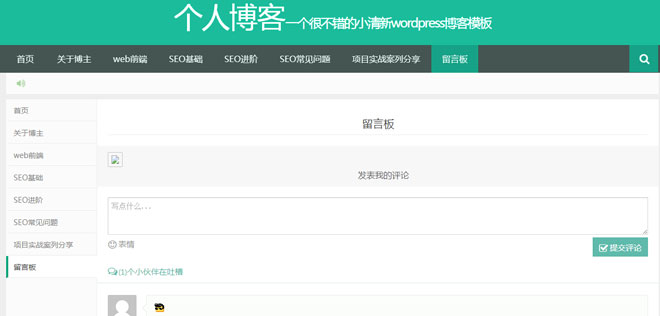 个人博客一个很不错的小清新wordpress博客模板
首页 关于博主 web前端 SEO基础 SEO进阶 SEO常见问题 项目实战案列分享 留言板
首页
关于博主
web前端
SEO基础
SEO进阶
SEO常见问题
项目实战案列分享
留言板
留言板
发表我的评论
写点什么...
表情
提交评论
(1)个小伙伴在吐槽